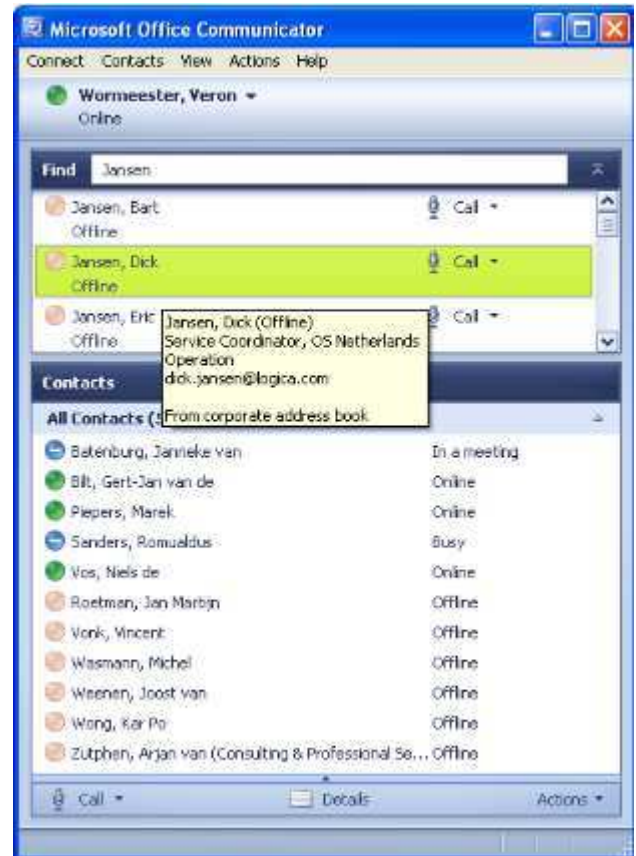 Microsoft Office Communicator
Connect Contacts View Actions Help
Wormeester, Veron
Online
Find Jansen
Jansen, Bart Call
Offline
Jansen, Dick Call
Offline
Jansen, Eric Call
Offline
Jansen, Dick (Offline)
Service Coordinator, OS Netherlands
Operation
dick.jansen@logica.com
From corporate address book
Contacts
All Contacts
Batenburg, Janneke van In a meeting
Bilt, Gert-Jan van de Online
Piepers, Marek Online
Sanders, Romualdus Busy
Vos, Niels de Online
Roetman, Jan Martijn Offline
Vonk, Vincent Offline
Wasmann, Michel Offline
Weenen, Joost van Offline
Wong, Kar Po Offline
Zutphen, Arjan van (Consulting & Professional Se... Offline
Call Details Actions